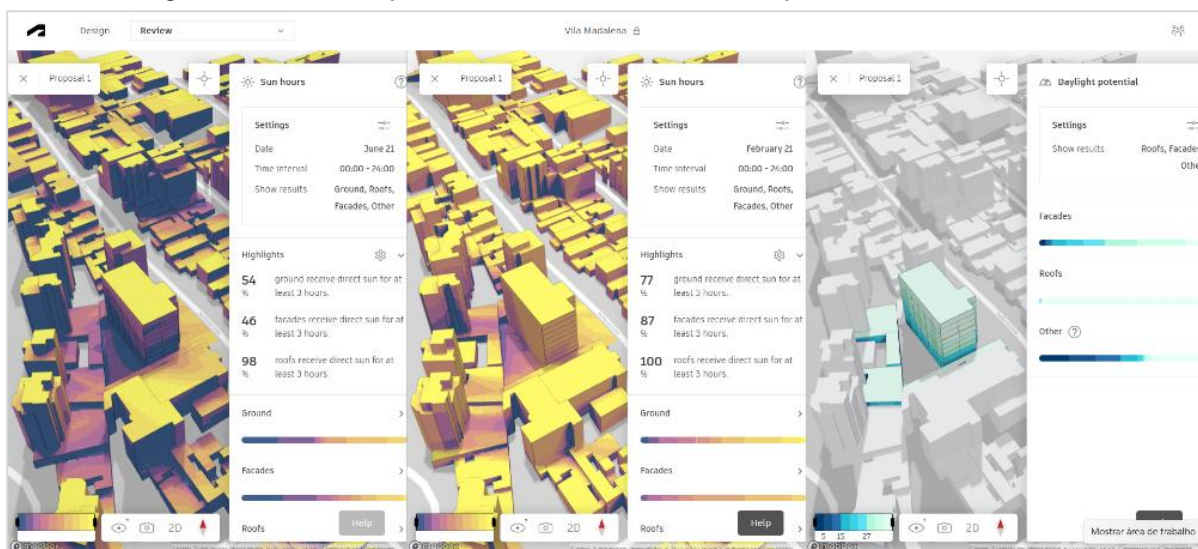 Design
Review
Vila Madalena
Proposal 1
Sun hours
Settings
Date June 21
Time interval 00:00 - 24:00
Show results Ground, Roofs,
Facades, Other
Highlights
54 % ground receive direct sun for at
least 3 hours.
46 % facades receive direct sun for at
least 3 hours.
98 % roofs receive direct sun for at
least 3 hours.
Ground
Facades
Roofs
Help
2D
Proposal 1
Sun hours
Settings
Date February 21
Time interval 00:00 - 24:00
Show results Ground, Roofs,
Facades, Other
Highlights
77 % ground receive direct sun for at
least 3 hours.
87 % facades receive direct sun for at
least 3 hours.
100 % roofs receive direct sun for at
least 3 hours.
Ground
Facades
Roofs
Help
2D
Proposal 1
Daylight potential
Settings
Show results Roofs, Facades
Other
Facades
Roofs
Other
5 15 27
2D
Mostrar área de trabalho